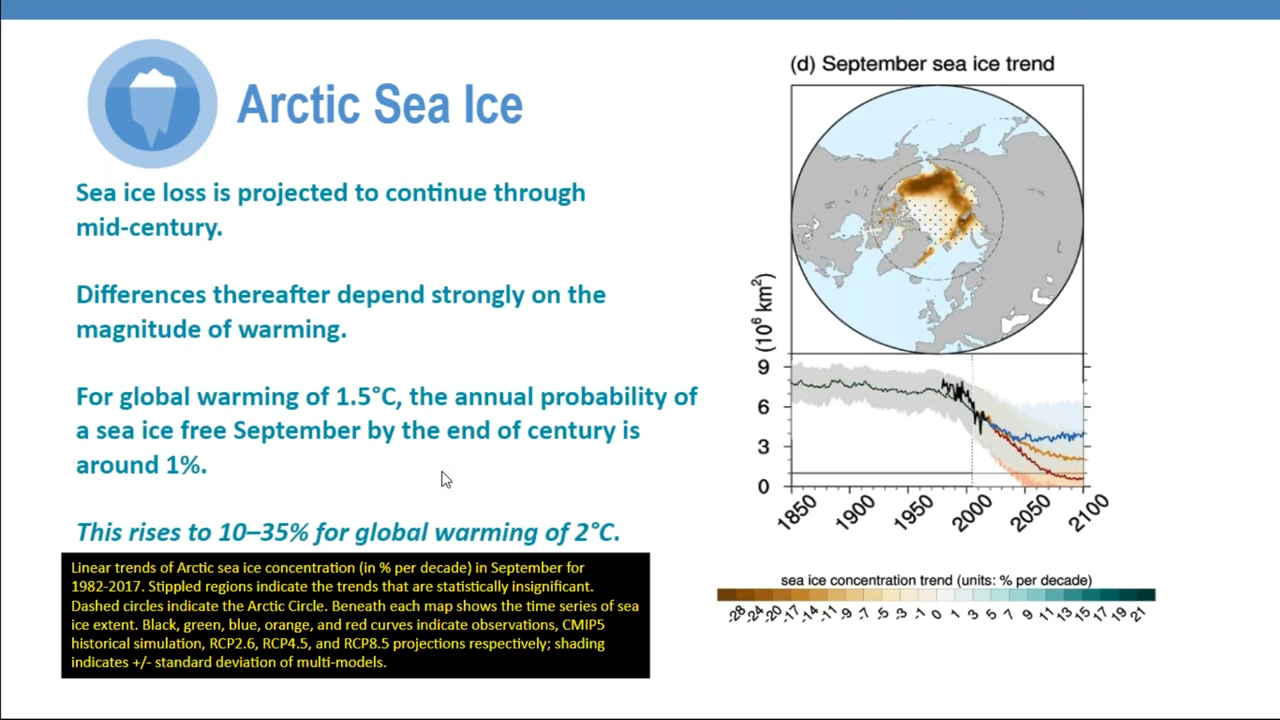 Arctic Sea Ice
Sea ice loss is projected to continue through
mid-century.
Differences thereafter depend strongly on the
magnitude of warming.
For global warming of 1.5°C, the annual probability of
a sea ice free September by the end of century is
around 1%.
This rises to 10–35% for global warming of 2°C.
Linear trends of Arctic sea ice concentration (in % per decade) in September for
1982-2017. Stippled regions indicate the trends that are statistically insignificant.
Dashed circles indicate the Arctic Circle. Beneath each map shows the time series of sea
ice extent. Black, green, blue, orange, and red curves indicate observations, CMIP5
historical simulation, RCP2.6, RCP4.5, and RCP8.5 projections respectively; shading
indicates +/- standard deviation of multi-models.
(d) September sea ice trend
(10⁶ km²)
9
6
3
0
1850 1900 1950 2000 2050 2100
sea ice concentration trend (units: % per decade)
-28 -24 -20 -17 -14 -11 -9 -7 -5 -3 -1 0 1 3 5 7 9 11 13 15 17 19 21